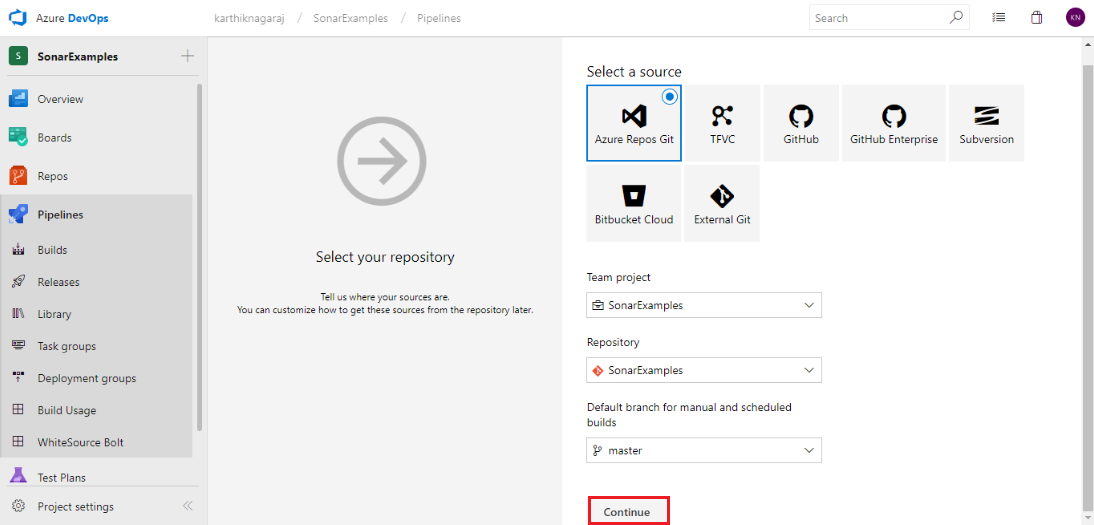 Azure DevOps
karthiknagaraj / SonarExamples / Pipelines
Search
KN
S SonarExamples
Overview
Boards
Repos
Pipelines
Builds
Releases
Library
Task groups
Deployment groups
Build Usage
WhiteSource Bolt
Test Plans
Project settings
Select your repository
Tell us where your sources are.
You can customize how to get these sources from the repository later.
Select a source
Azure Repos Git
TFVC
GitHub
GitHub Enterprise
Subversion
Bitbucket Cloud
External Git
Team project
SonarExamples
Repository
SonarExamples
Default branch for manual and scheduled
builds
master
Continue